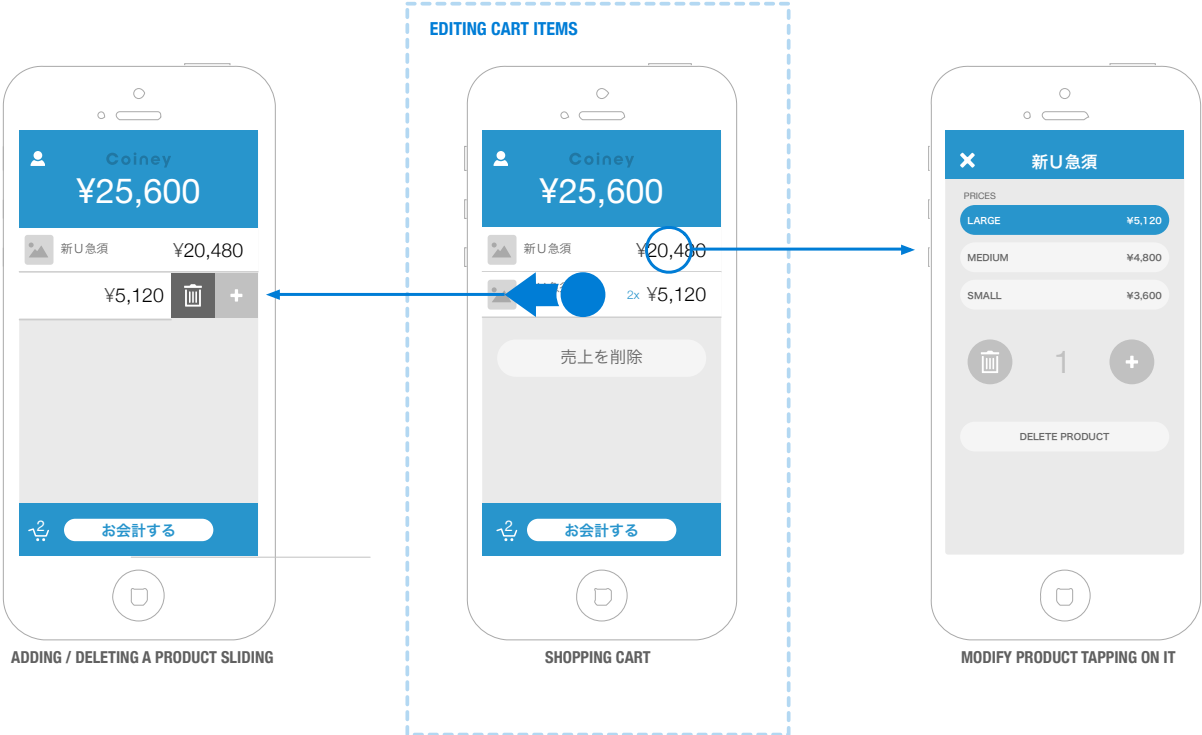 EDITING CART ITEMS
Coiney
¥25,600
新U急須 ¥20,480
¥5,120
+
2
お会計する
ADDING / DELETING A PRODUCT SLIDING
Coiney
¥25,600
新U急須 ¥20,480
2x ¥5,120
売上を削除
2
お会計する
SHOPPING CART
新U急須
PRICES
LARGE ¥5,120
MEDIUM ¥4,800
SMALL ¥3,600
1 +
DELETE PRODUCT
MODIFY PRODUCT TAPPING ON IT